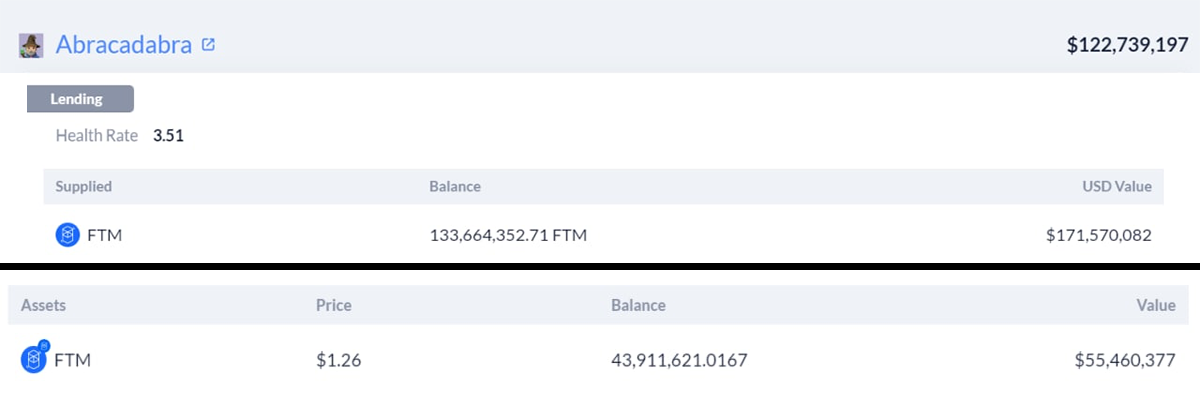 Abracadabra $122,739,197
Lending
Health Rate 3.51
Supplied Balance USD Value
FTM 133,664,352.71 FTM $171,570,082
Assets Price Balance Value
FTM $1.26 43,911,621.0167 $55,460,377